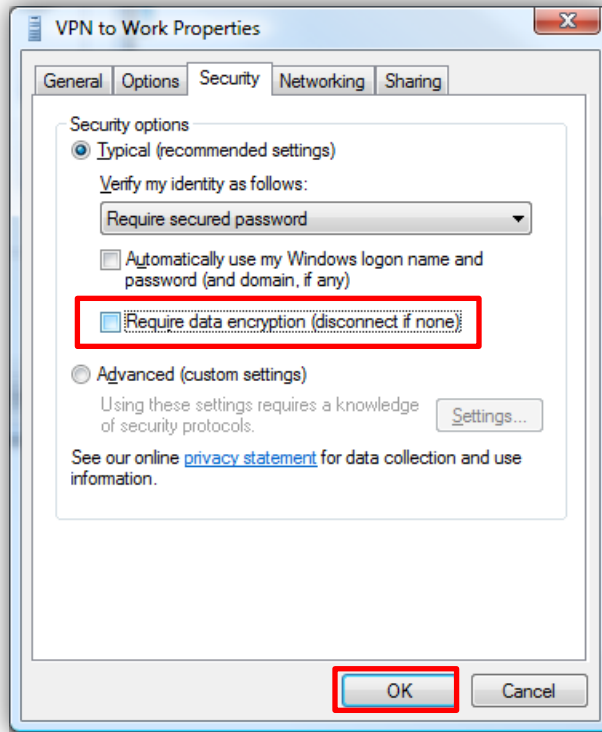 VPN to Work Properties
General Options Security Networking Sharing
Security options
Typical (recommended settings)
Verify my identity as follows:
Require secured password
Automatically use my Windows logon name and
password (and domain, if any)
Require data encryption (disconnect if none)
Advanced (custom settings)
Using these settings requires a knowledge
of security protocols.
Settings...
See our online privacy statement for data collection and use
information.
OK Cancel